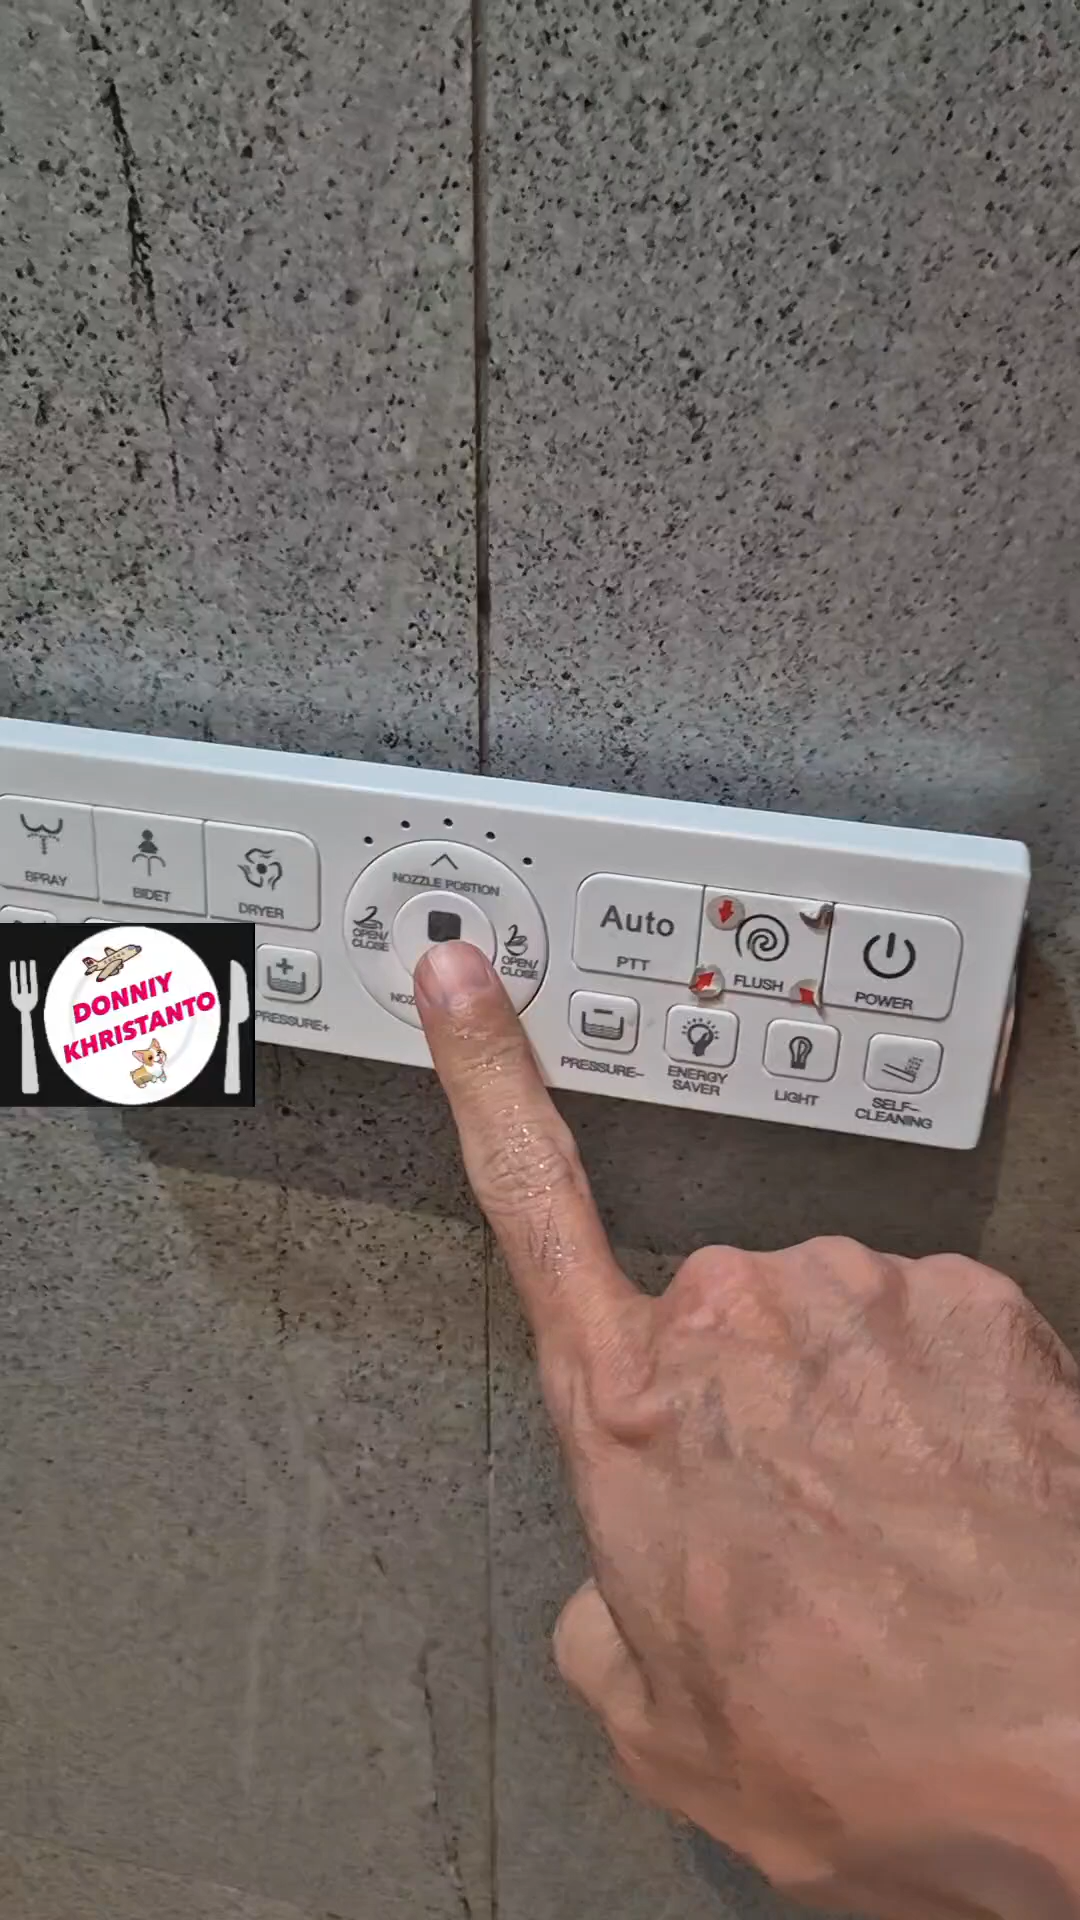 SPRAY
BIDET
DRYER
NOZZLE POSTION
OPEN/
CLOSE
OPEN/
CLOSE
Auto
PTT
FLUSH
POWER
PRESSURE+
PRESSURE-
ENERGY
SAVER
LIGHT
SELF-
CLEANING
DONNIY
KHRISTANTO